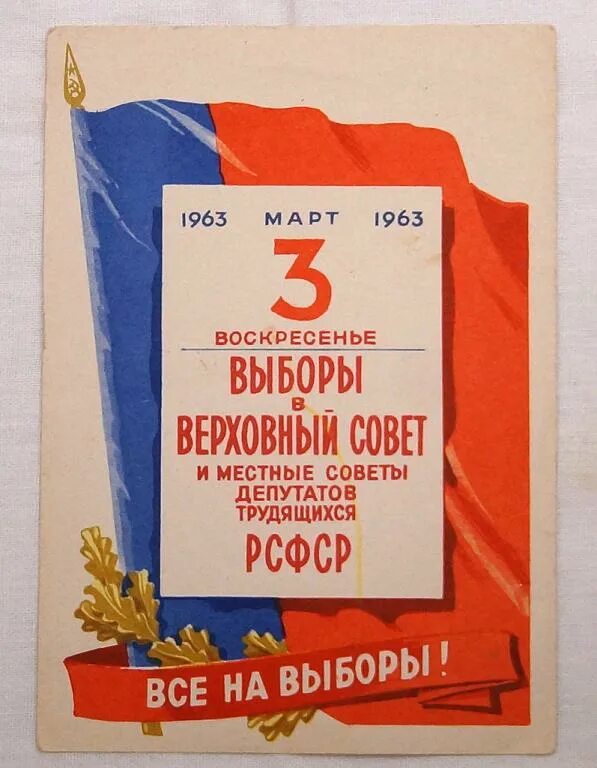 1963 МАРТ 1963
3
ВОСКРЕСЕНЬЕ
ВЫБОРЫ
В
ВЕРХОВНЫЙ СОВЕТ
И МЕСТНЫЕ СОВЕТЫ
ДЕПУТАТОВ
ТРУДЯЩИХСЯ
РСФСР
ВСЕ НА ВЫБОРЫ!